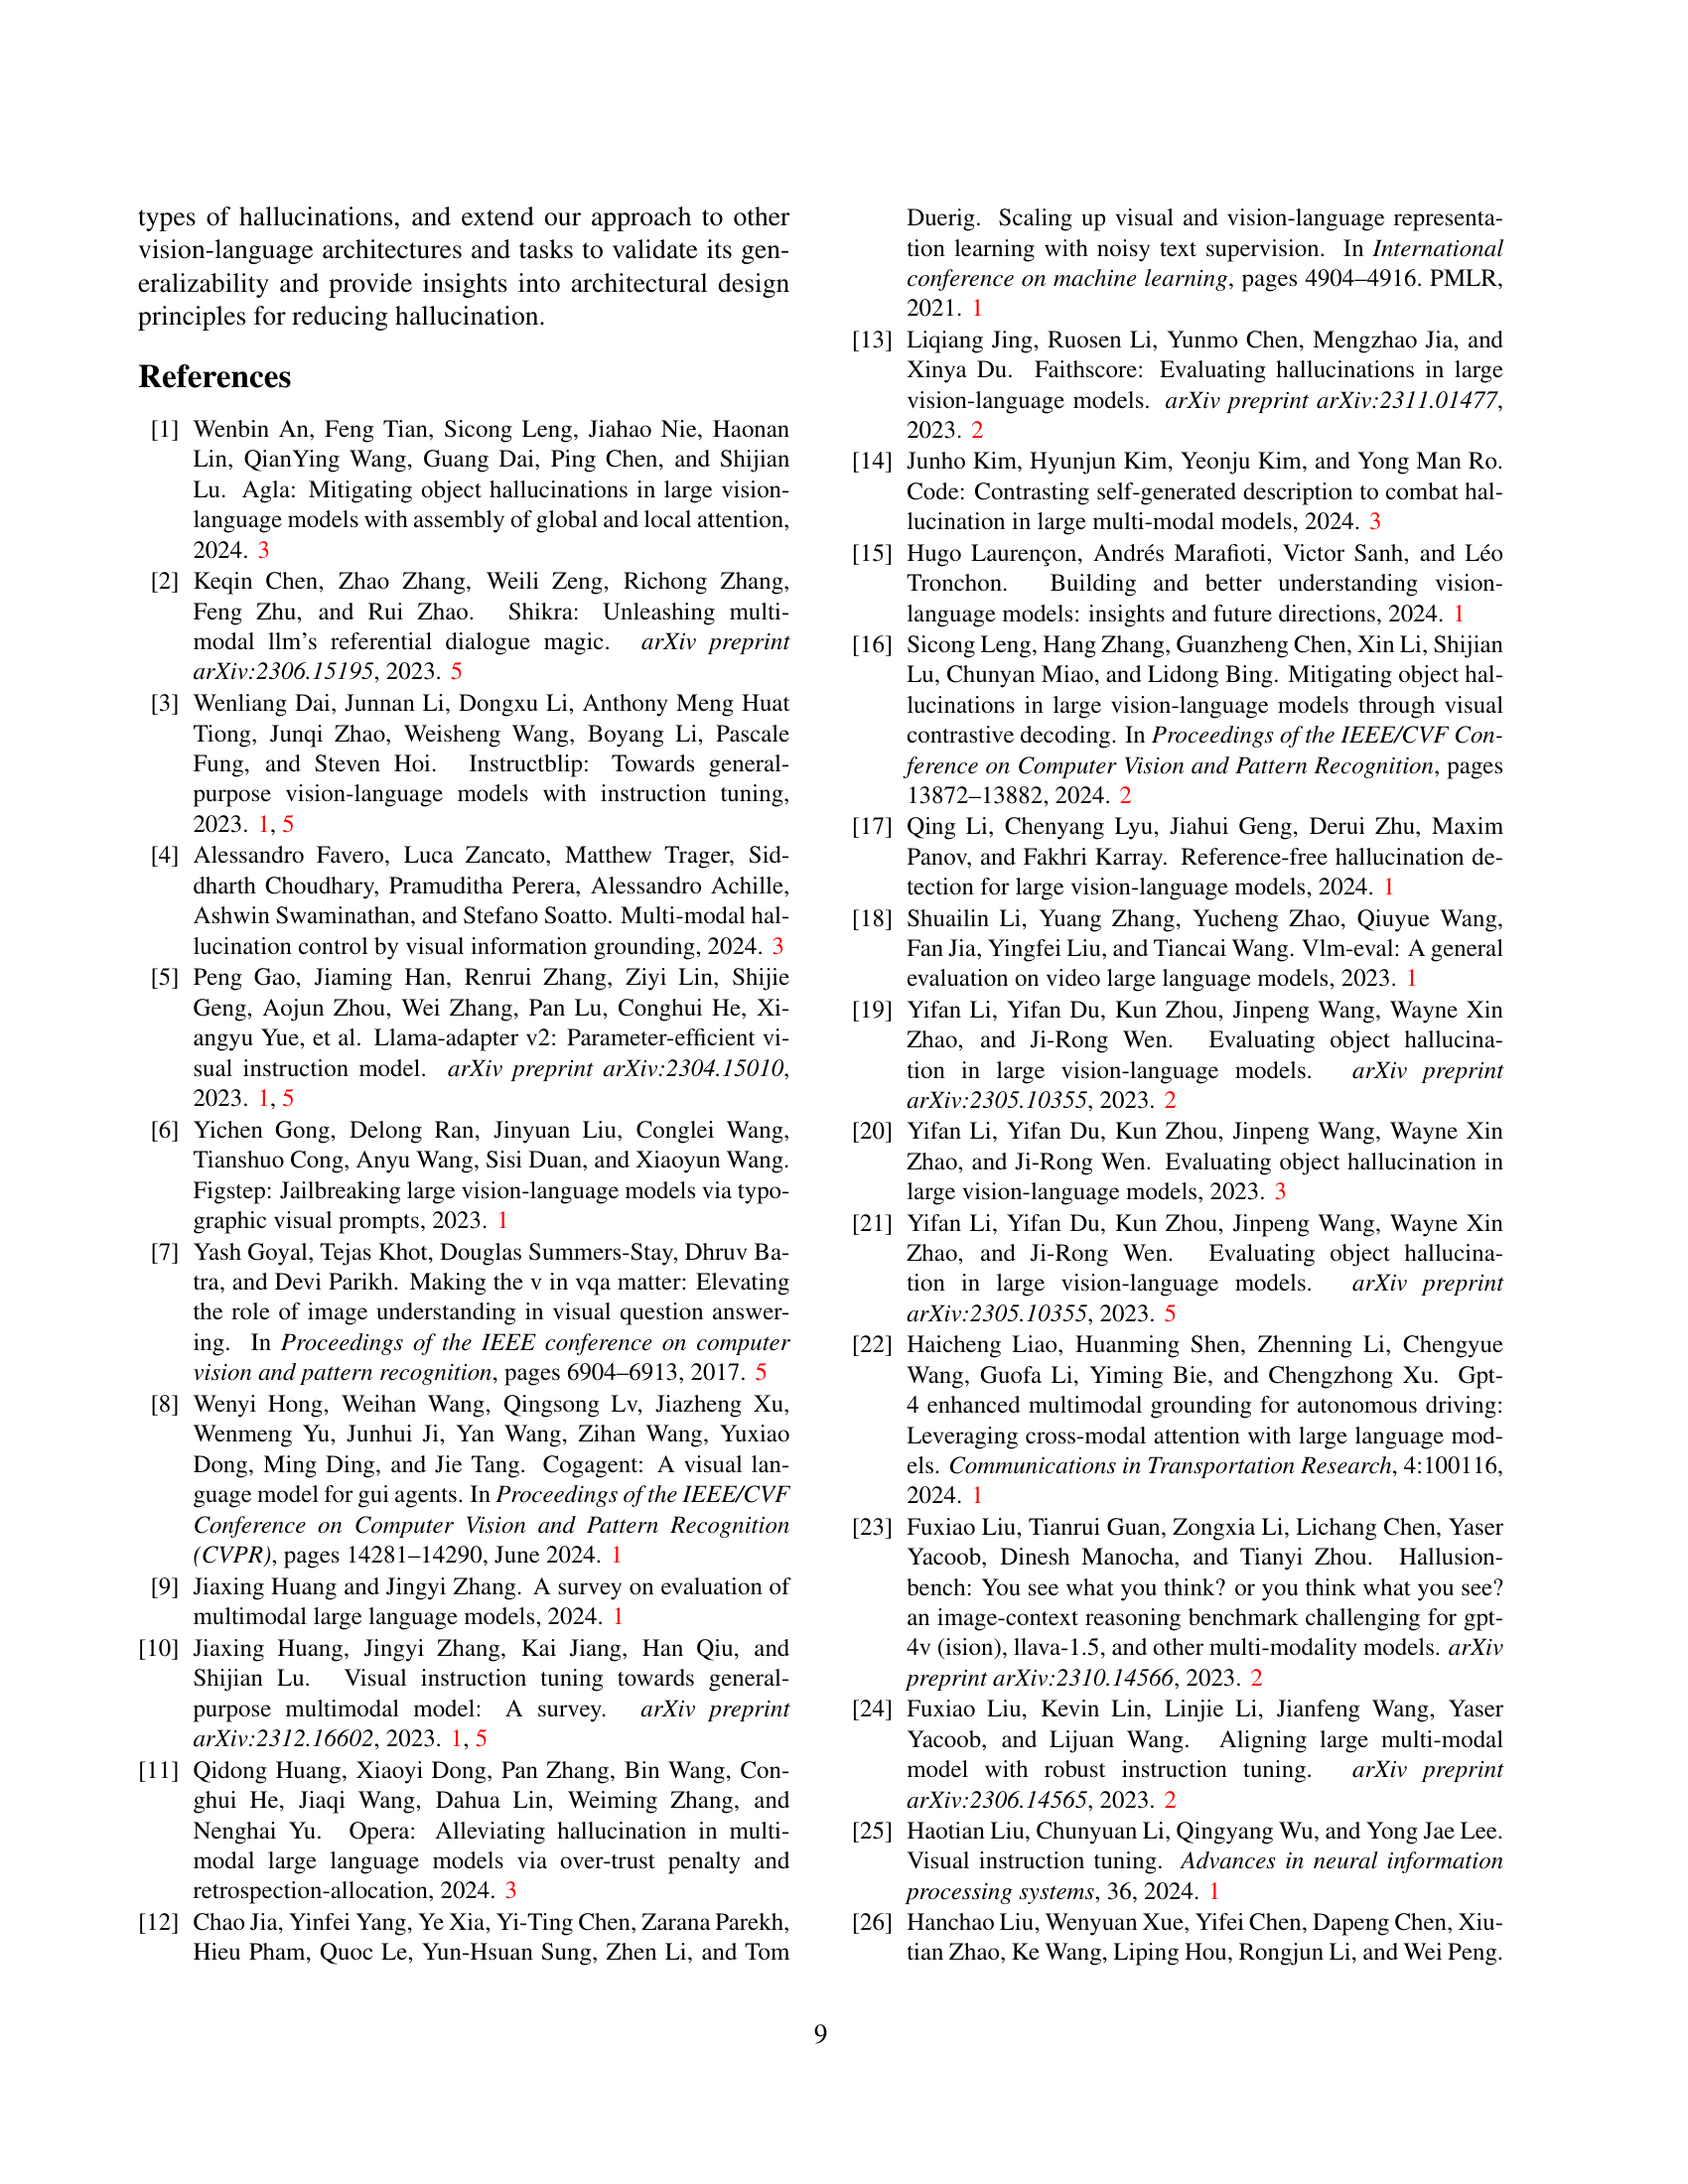 types of hallucinations, and extend our approach to other
vision-language architectures and tasks to validate its gen-
eralizability and provide insights into architectural design
principles for reducing hallucination.
References
[1] Wenbin An, Feng Tian, Sicong Leng, Jiahao Nie, Haonan
Lin, QianYing Wang, Guang Dai, Ping Chen, and Shijian
Lu. Agla: Mitigating object hallucinations in large vision-
language models with assembly of global and local attention,
2024. 3
[2] Keqin Chen, Zhao Zhang, Weili Zeng, Richong Zhang,
Feng Zhu, and Rui Zhao. Shikra: Unleashing multi-
modal llm's referential dialogue magic. arXiv preprint
arXiv:2306.15195, 2023. 5
[3] Wenliang Dai, Junnan Li, Dongxu Li, Anthony Meng Huat
Tiong, Junqi Zhao, Weisheng Wang, Boyang Li, Pascale
Fung, and Steven Hoi. Instructblip: Towards general-
purpose vision-language models with instruction tuning,
2023. 1, 5
[4] Alessandro Favero, Luca Zancato, Matthew Trager, Sid-
dharth Choudhary, Pramuditha Perera, Alessandro Achille,
Ashwin Swaminathan, and Stefano Soatto. Multi-modal hal-
lucination control by visual information grounding, 2024. 3
[5] Peng Gao, Jiaming Han, Renrui Zhang, Ziyi Lin, Shijie
Geng, Aojun Zhou, Wei Zhang, Pan Lu, Conghui He, Xi-
angyu Yue, et al. Llama-adapter v2: Parameter-efficient vi-
sual instruction model. arXiv preprint arXiv:2304.15010,
2023. 1, 5
[6] Yichen Gong, Delong Ran, Jinyuan Liu, Conglei Wang,
Tianshuo Cong, Anyu Wang, Sisi Duan, and Xiaoyun Wang.
Figstep: Jailbreaking large vision-language models via typo-
graphic visual prompts, 2023. 1
[7] Yash Goyal, Tejas Khot, Douglas Summers-Stay, Dhruv Ba-
tra, and Devi Parikh. Making the v in vqa matter: Elevating
the role of image understanding in visual question answer-
ing. In Proceedings of the IEEE conference on computer
vision and pattern recognition, pages 6904–6913, 2017. 5
[8] Wenyi Hong, Weihan Wang, Qingsong Lv, Jiazheng Xu,
Wenmeng Yu, Junhui Ji, Yan Wang, Zihan Wang, Yuxiao
Dong, Ming Ding, and Jie Tang. Cogagent: A visual lan-
guage model for gui agents. In Proceedings of the IEEE/CVF
Conference on Computer Vision and Pattern Recognition
(CVPR), pages 14281–14290, June 2024. 1
[9] Jiaxing Huang and Jingyi Zhang. A survey on evaluation of
multimodal large language models, 2024. 1
[10] Jiaxing Huang, Jingyi Zhang, Kai Jiang, Han Qiu, and
Shijian Lu. Visual instruction tuning towards general-
purpose multimodal model: A survey. arXiv preprint
arXiv:2312.16602, 2023. 1, 5
[11] Qidong Huang, Xiaoyi Dong, Pan Zhang, Bin Wang, Con-
ghui He, Jiaqi Wang, Dahua Lin, Weiming Zhang, and
Nenghai Yu. Opera: Alleviating hallucination in multi-
modal large language models via over-trust penalty and
retrospection-allocation, 2024. 3
[12] Chao Jia, Yinfei Yang, Ye Xia, Yi-Ting Chen, Zarana Parekh,
Hieu Pham, Quoc Le, Yun-Hsuan Sung, Zhen Li, and Tom
Duerig. Scaling up visual and vision-language representa-
tion learning with noisy text supervision. In International
conference on machine learning, pages 4904–4916. PMLR,
2021. 1
[13] Liqiang Jing, Ruosen Li, Yunmo Chen, Mengzhao Jia, and
Xinya Du. Faithscore: Evaluating hallucinations in large
vision-language models. arXiv preprint arXiv:2311.01477,
2023. 2
[14] Junho Kim, Hyunjun Kim, Yeonju Kim, and Yong Man Ro.
Code: Contrasting self-generated description to combat hal-
lucination in large multi-modal models, 2024. 3
[15] Hugo Laurençon, Andrés Marafioti, Victor Sanh, and Léo
Tronchon. Building and better understanding vision-
language models: insights and future directions, 2024. 1
[16] Sicong Leng, Hang Zhang, Guanzheng Chen, Xin Li, Shijian
Lu, Chunyan Miao, and Lidong Bing. Mitigating object hal-
lucinations in large vision-language models through visual
contrastive decoding. In Proceedings of the IEEE/CVF Con-
ference on Computer Vision and Pattern Recognition, pages
13872–13882, 2024. 2
[17] Qing Li, Chenyang Lyu, Jiahui Geng, Derui Zhu, Maxim
Panov, and Fakhri Karray. Reference-free hallucination de-
tection for large vision-language models, 2024. 1
[18] Shuailin Li, Yuang Zhang, Yucheng Zhao, Qiuyue Wang,
Fan Jia, Yingfei Liu, and Tiancai Wang. Vlm-eval: A general
evaluation on video large language models, 2023. 1
[19] Yifan Li, Yifan Du, Kun Zhou, Jinpeng Wang, Wayne Xin
Zhao, and Ji-Rong Wen. Evaluating object hallucina-
tion in large vision-language models. arXiv preprint
arXiv:2305.10355, 2023. 2
[20] Yifan Li, Yifan Du, Kun Zhou, Jinpeng Wang, Wayne Xin
Zhao, and Ji-Rong Wen. Evaluating object hallucination in
large vision-language models, 2023. 3
[21] Yifan Li, Yifan Du, Kun Zhou, Jinpeng Wang, Wayne Xin
Zhao, and Ji-Rong Wen. Evaluating object hallucina-
tion in large vision-language models. arXiv preprint
arXiv:2305.10355, 2023. 5
[22] Haicheng Liao, Huanming Shen, Zhenning Li, Chengyue
Wang, Guofa Li, Yiming Bie, and Chengzhong Xu. Gpt-
4 enhanced multimodal grounding for autonomous driving:
Leveraging cross-modal attention with large language mod-
els. Communications in Transportation Research, 4:100116,
2024. 1
[23] Fuxiao Liu, Tianrui Guan, Zongxia Li, Lichang Chen, Yaser
Yacoob, Dinesh Manocha, and Tianyi Zhou. Hallusion-
bench: You see what you think? or you think what you see?
an image-context reasoning benchmark challenging for gpt-
4v (ision), llava-1.5, and other multi-modality models. arXiv
preprint arXiv:2310.14566, 2023. 2
[24] Fuxiao Liu, Kevin Lin, Linjie Li, Jianfeng Wang, Yaser
Yacoob, and Lijuan Wang. Aligning large multi-modal
model with robust instruction tuning. arXiv preprint
arXiv:2306.14565, 2023. 2
[25] Haotian Liu, Chunyuan Li, Qingyang Wu, and Yong Jae Lee.
Visual instruction tuning. Advances in neural information
processing systems, 36, 2024. 1
[26] Hanchao Liu, Wenyuan Xue, Yifei Chen, Dapeng Chen, Xiu-
tian Zhao, Ke Wang, Liping Hou, Rongjun Li, and Wei Peng.
9